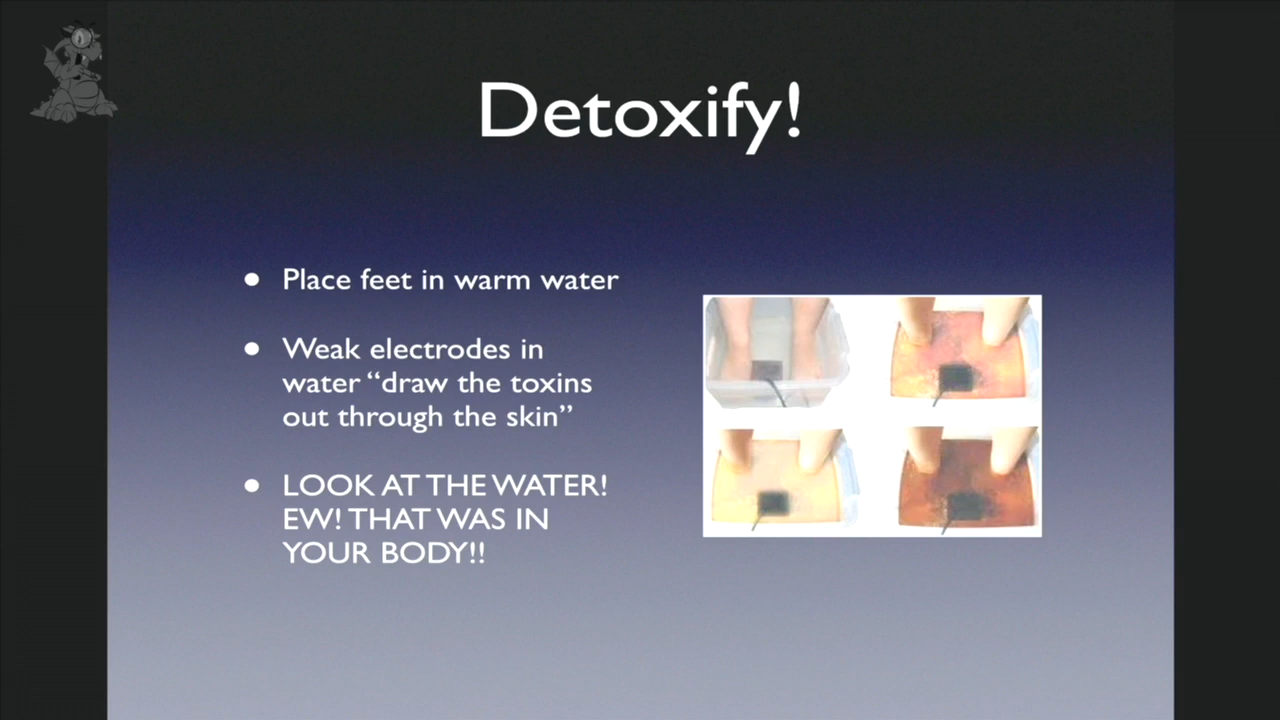 Detoxify!
Place feet in warm water
Weak electrodes in
water “draw the toxins
out through the skin”
LOOK AT THE WATER!
EW! THAT WAS IN
YOUR BODY!!